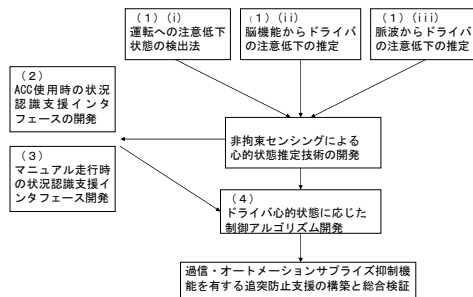 （１）(i)
運転への注意低下
状態の検出法
（１）(ii)
脳機能からドライバ
の注意低下の推定
（１）(iii)
脈波からドライバ
の注意低下の推定
（２）
ACC使用時の状況
認識支援インタ
フェースの開発
非拘束センシングによる
心的状態推定技術の開発
（３）
マニュアル走行時
の状況認識支援イ
ンタフェース開発
（４）
ドライバ心的状態に応じた
制御アルゴリズム開発
過信・オートメーションサプライズ抑制機
能を有する追突防止支援の構築と総合検証